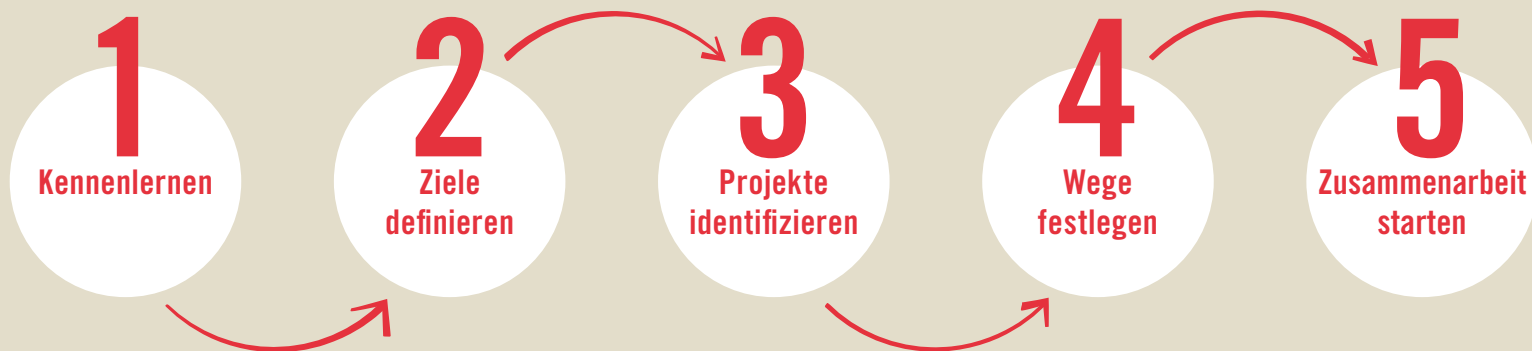 1
Kennenlernen
2
Ziele
definieren
3
Projekte
identifizieren
4
Wege
festlegen
5
Zusammenarbeit
starten